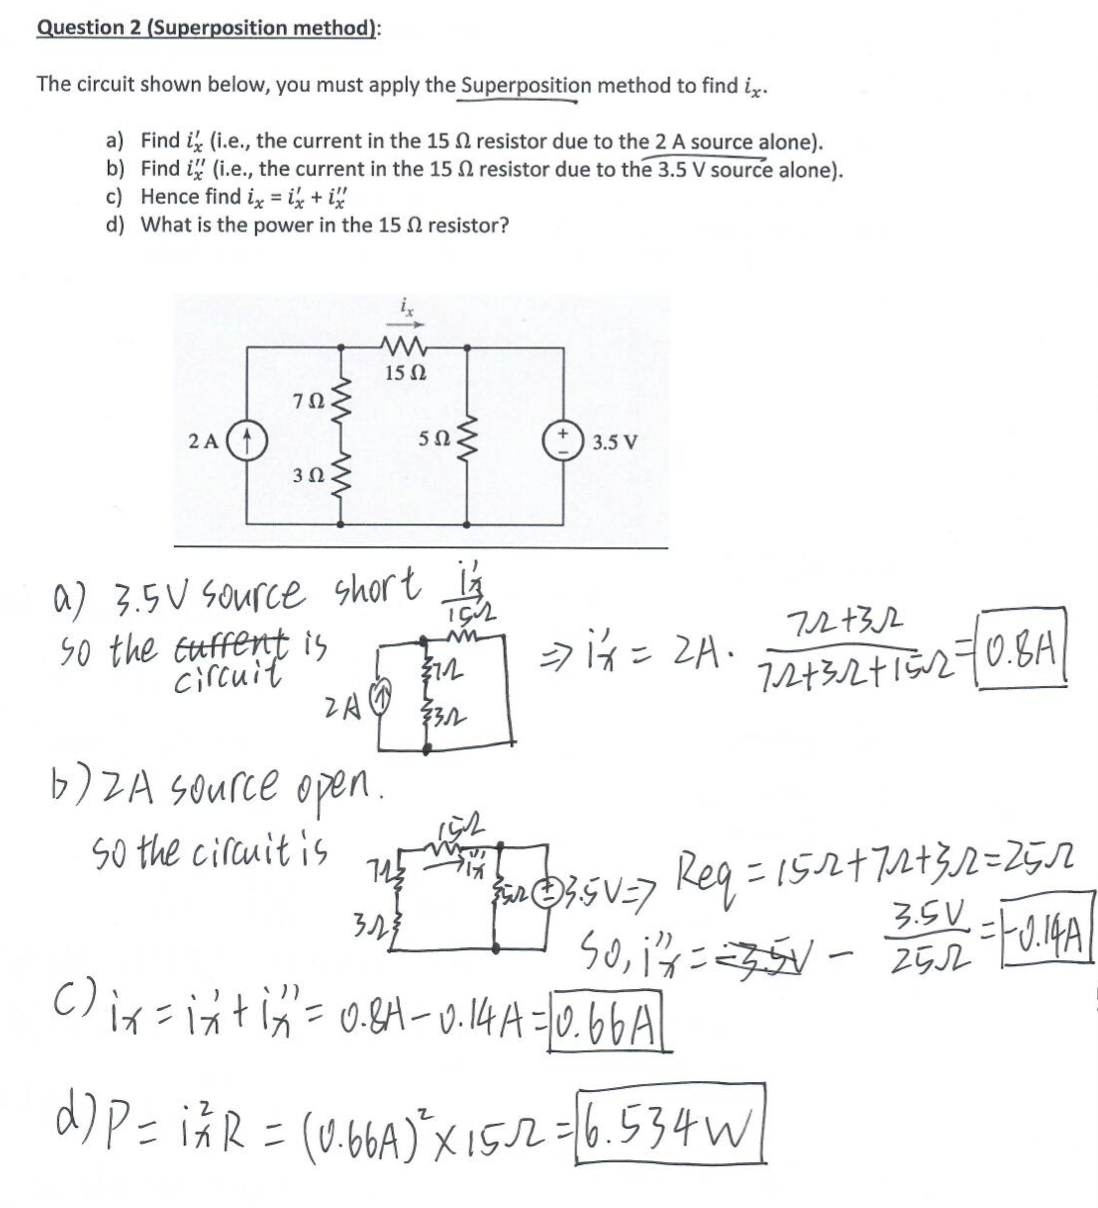 Question 2 (Superposition method):
The circuit shown below, you must apply the Superposition method to find iₓ.
a) Find i′ₓ (i.e., the current in the 15 Ω resistor due to the 2 A source alone).
b) Find i″ₓ (i.e., the current in the 15 Ω resistor due to the 3.5 V source alone).
c) Hence find iₓ = i′ₓ + i″ₓ
d) What is the power in the 15 Ω resistor?
iₓ
15 Ω
7 Ω
2 A
5 Ω
+
−
3.5 V
3 Ω
a) 3.5V source short
so the current is
circuit
i′ₓ
15Ω
7Ω
2A
3Ω
⇒ i′ₓ = 2A · (7Ω+3Ω)/(7Ω+3Ω+15Ω) = 0.8A
b) 2A source open.
so the circuit is
15Ω
7Ω
i″ₓ
5Ω
3.5V
3Ω
⇒ Req = 15Ω+7Ω+3Ω=25Ω
So, i″ₓ = -3.5V − 3.5V/25Ω = -0.14A
c) iₓ = i′ₓ + i″ₓ = 0.8A − 0.14A = 0.66A
d) P = iₓ²R = (0.66A)² × 15Ω = 6.534W